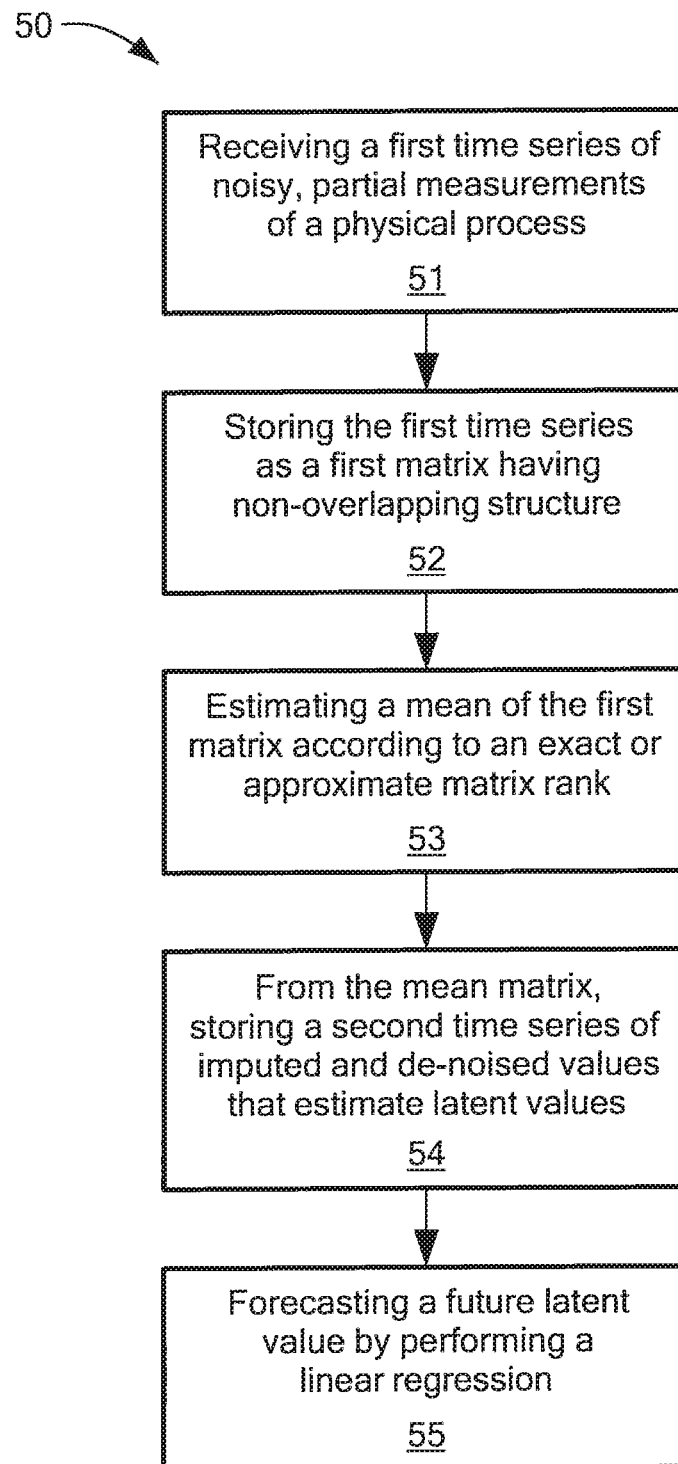 50
Receiving a first time series of
noisy, partial measurements
of a physical process
51
Storing the first time series
as a first matrix having
non-overlapping structure
52
Estimating a mean of the first
matrix according to an exact or
approximate matrix rank
53
From the mean matrix,
storing a second time series of
imputed and de-noised values
that estimate latent values
54
Forecasting a future latent
value by performing a
linear regression
55